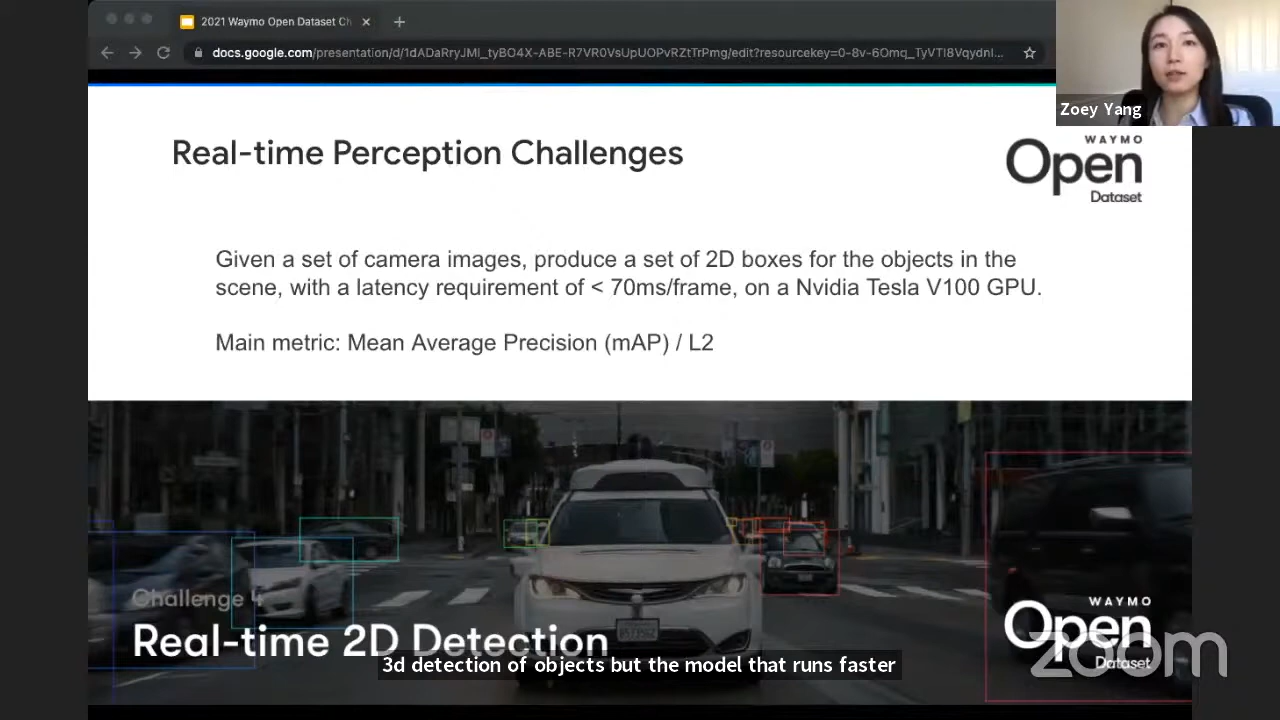 2021 Waymo Open Dataset Ch
docs.google.com/presentation/d/1dADaRryJMl_tyBO4X-ABE-R7VR0VsUpUOPvRZtTrPmg/edit?resourcekey=0-8v-6Omq_TyVTI8VqydnI...
Zoey Yang
Real-time Perception Challenges
WAYMO
Open
Dataset
Given a set of camera images, produce a set of 2D boxes for the objects in the
scene, with a latency requirement of < 70ms/frame, on a Nvidia Tesla V100 GPU.
Main metric: Mean Average Precision (mAP) / L2
Challenge 4
Real-time 2D Detection
WAYMO
Open
Dataset
zoom
3d detection of objects but the model that runs faster